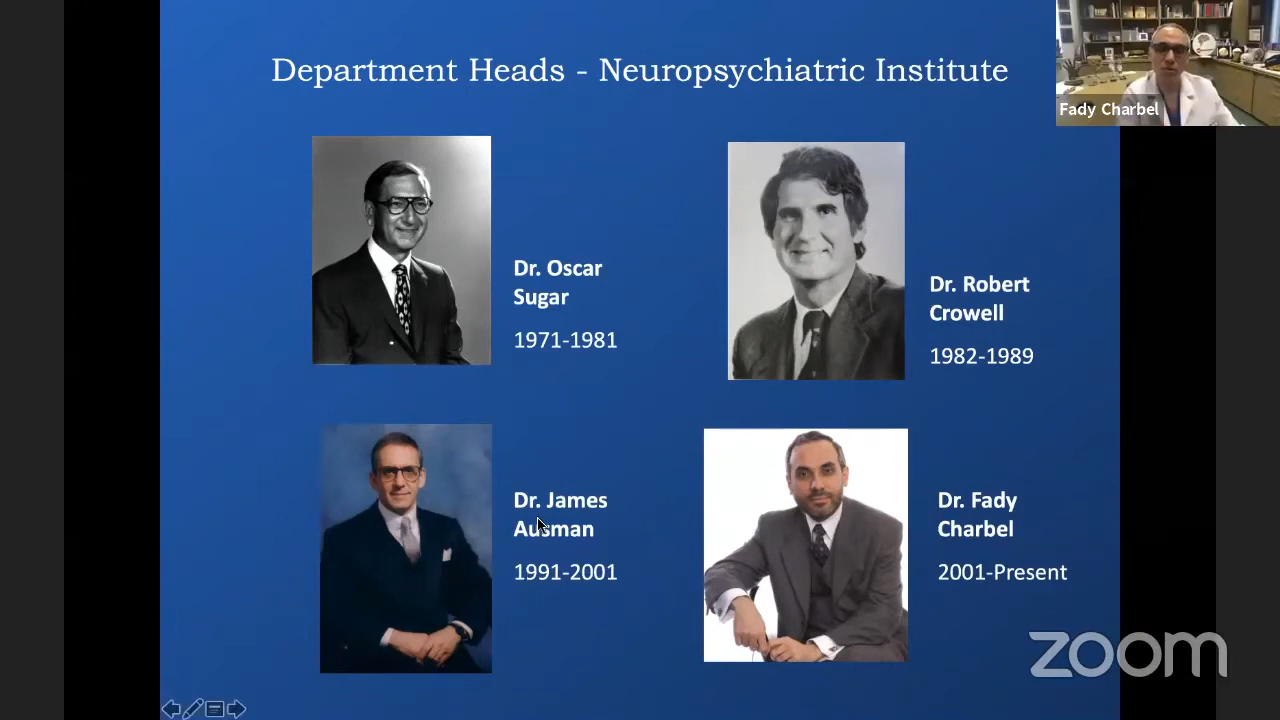 Department Heads - Neuropsychiatric Institute
Fady Charbel
Dr. Oscar
Sugar
1971-1981
Dr. Robert
Crowell
1982-1989
Dr. James
Ausman
1991-2001
Dr. Fady
Charbel
2001-Present
zoom